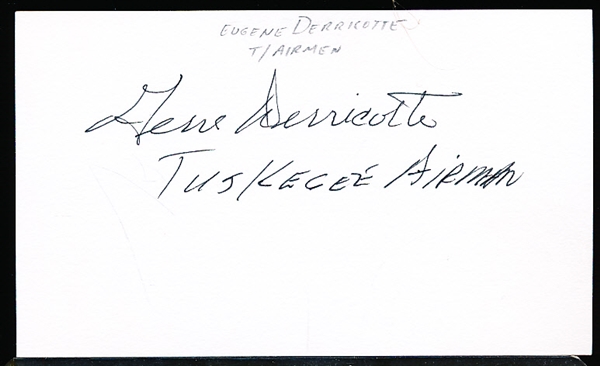 EUGENE DERRICOTTE
T/AIRMEN
Gene Derricotte
TUSKEGEE AIRMAN